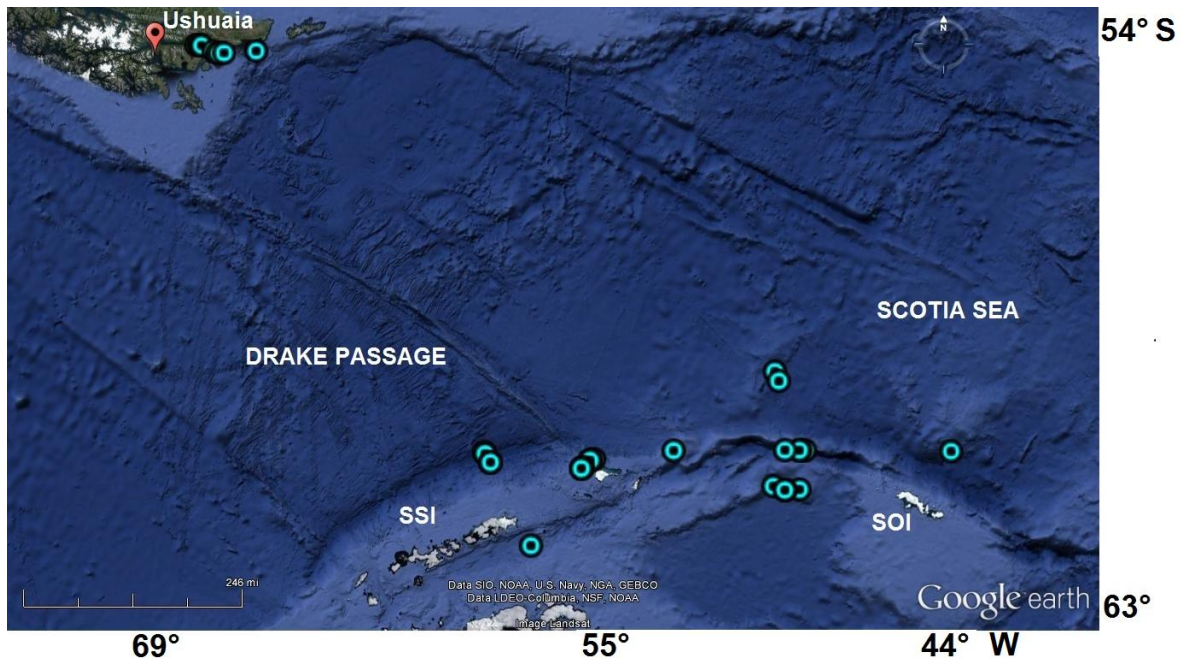 Ushuaia
54° S
N
SCOTIA SEA
DRAKE PASSAGE
SSI
SOI
246 mi
Data SIO, NOAA, U.S. Navy, NGA, GEBCO
Data LDEO-Columbia, NSF, NOAA
Image Landsat
Google earth
63°
69°
55°
44° W